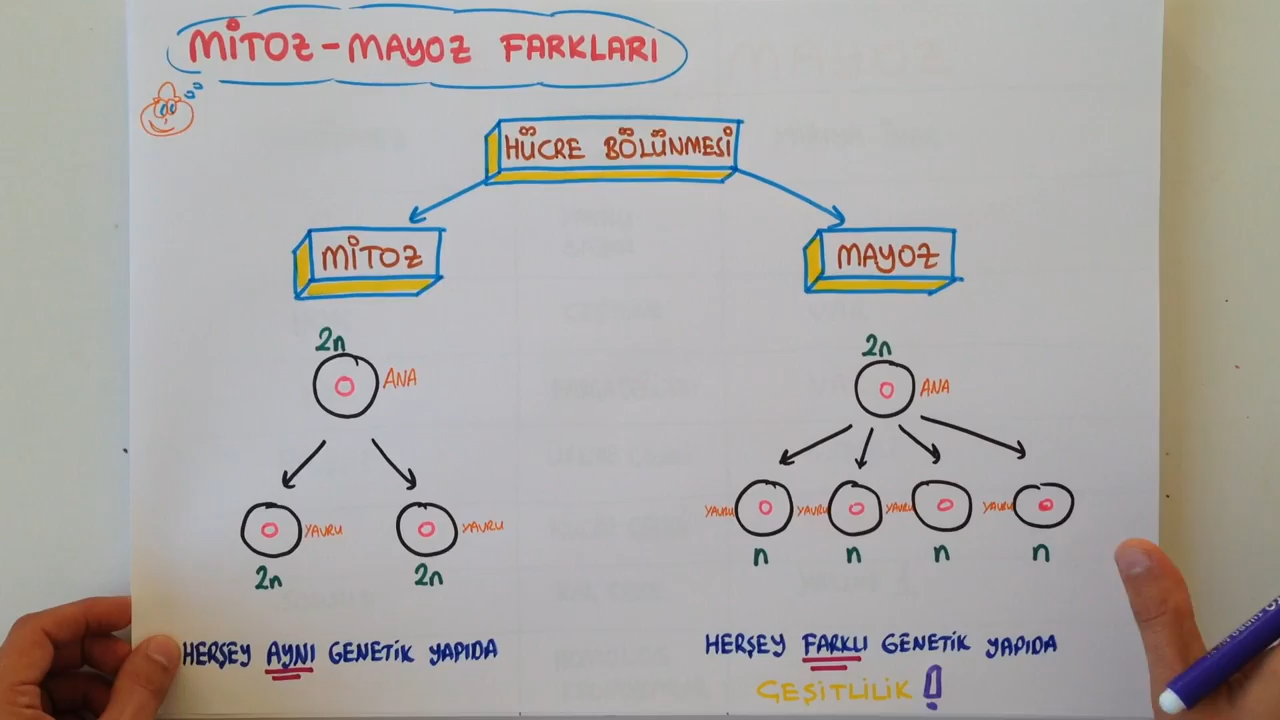 MİTOZ - MAYOZ FARKLARI
HÜCRE BÖLÜNMESİ
MİTOZ
MAYOZ
2n
ANA
2n
ANA
YAVRU
YAVRU
2n
2n
YAVRU
YAVRU
YAVRU
YAVRU
n
n
n
n
HERŞEY AYNI GENETİK YAPIDA
HERŞEY FARKLI GENETİK YAPIDA
ÇEŞİTLİLİK !